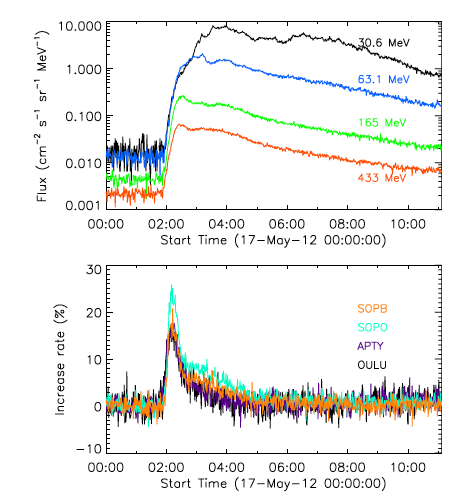 10.000
1.000
0.100
0.010
0.001
Flux (cm⁻² s⁻¹ sr⁻¹ MeV⁻¹)
30.6 MeV
63.1 MeV
165 MeV
433 MeV
00:00 02:00 04:00 06:00 08:00 10:00
Start Time (17-May-12 00:00:00)
30
20
10
0
-10
Increase rate (%)
SOPB
SOPO
APTY
OULU
00:00 02:00 04:00 06:00 08:00 10:00
Start Time (17-May-12 00:00:00)